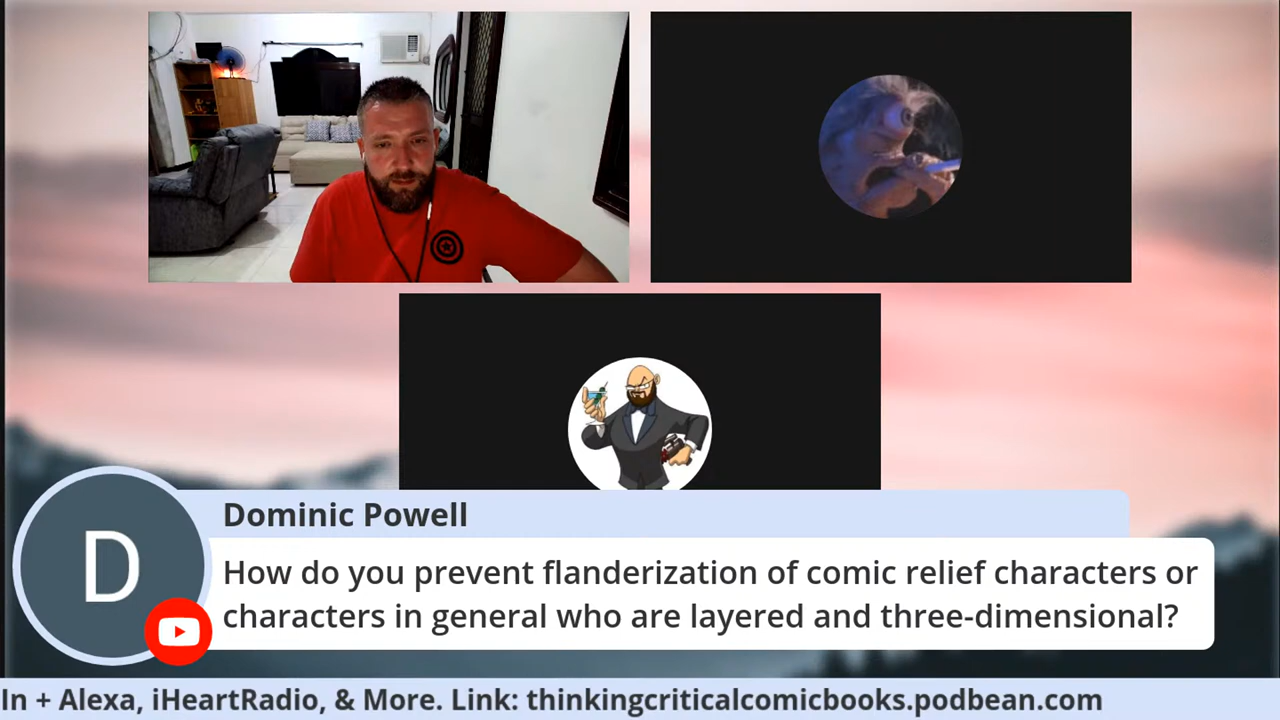 Dominic Powell
D
How do you prevent flanderization of comic relief characters or
characters in general who are layered and three-dimensional?
In + Alexa, iHeartRadio, & More. Link: thinkingcriticalcomicbooks.podbean.com